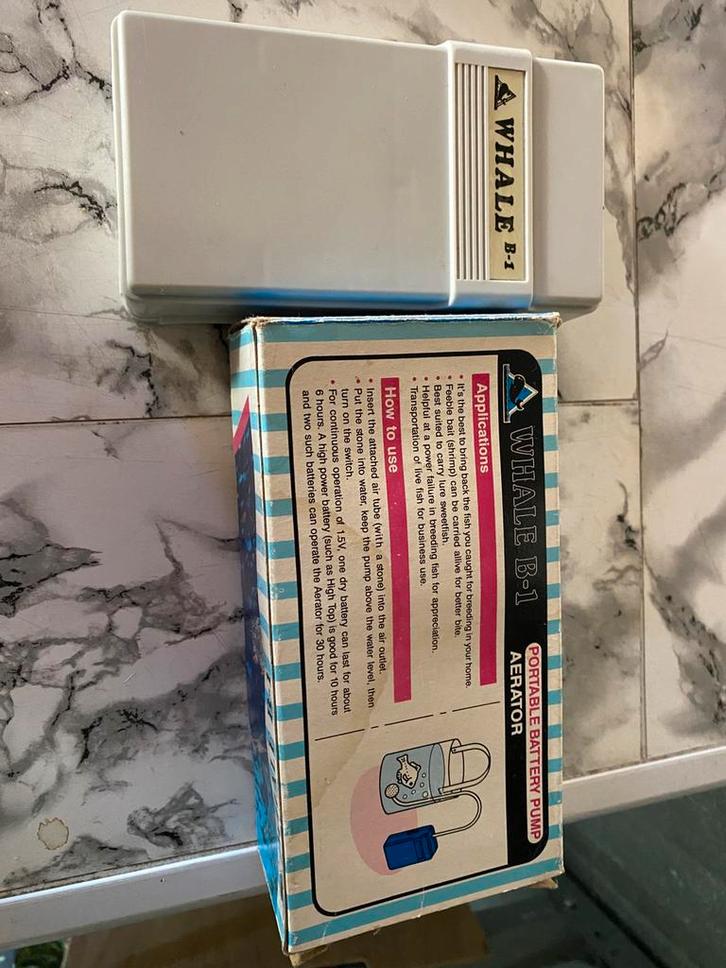 WHALE B-1
WHALE B-1
PORTABLE BATTERY PUMP
AERATOR
Applications
• It's the best to bring back the fish you caught for breeding in your home.
• Feeble bait (shrimp) can be carried allive for better bite.
• Best suited to carry lure sweetfish.
• Helpful at a power failure in breeding fish for appreciation.
• Transportation of live fish for business use.
How to use
• Insert the attached air tube (with a stone) into the air outlet.
• Put the stone into water, keep the pump above the water level, then
turn on the switch.
• For continuous operation of 1.5V, one dry battery can last for about
6 hours. A high power battery (such as High Top) is good for 10 hours
and two such batteries can operate the Aerator for 30 hours.